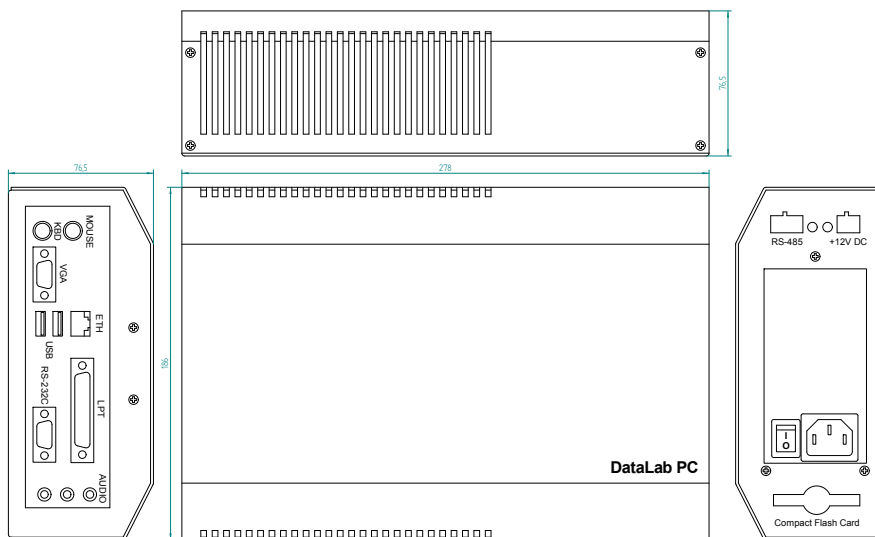 76,5
76,5
278
MOUSE
KBD
VGA
ETH
USB
RS-232C
LPT
AUDIO
186
DataLab PC
RS-485
+12V DC
Compact Flash Card